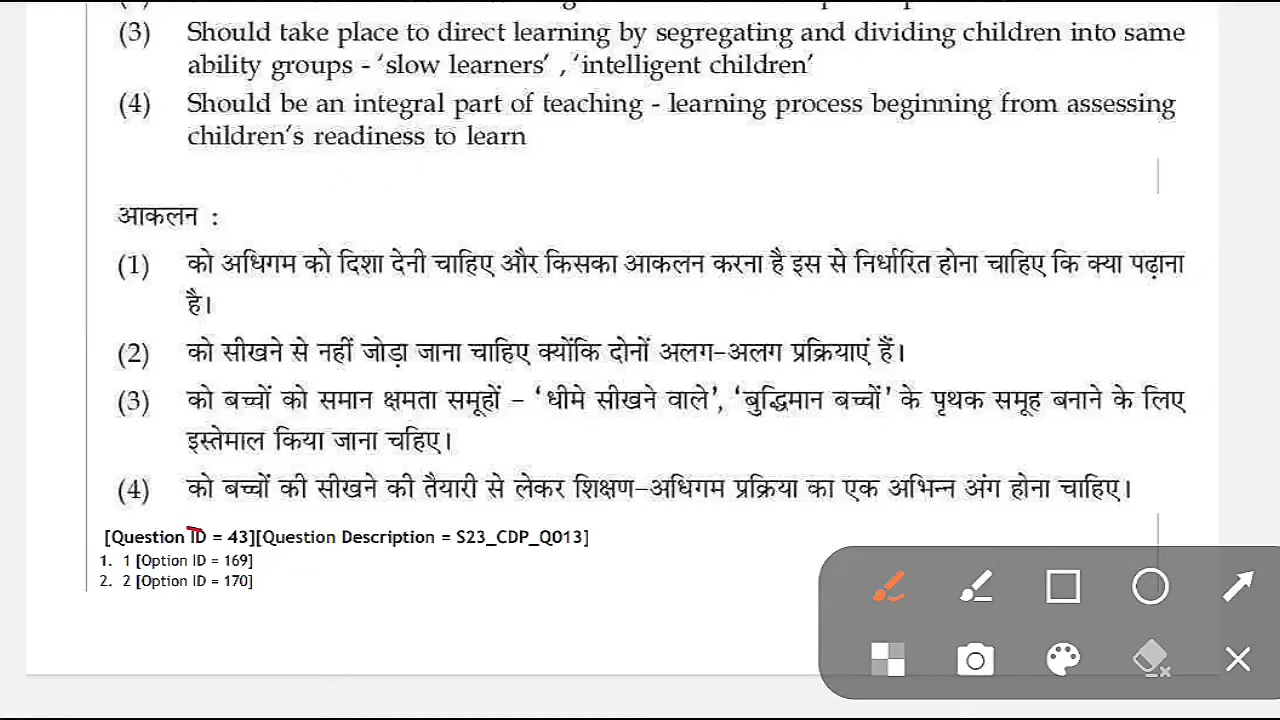 (3) Should take place to direct learning by segregating and dividing children into same
ability groups - ‘slow learners’ , ‘intelligent children’
(4) Should be an integral part of teaching - learning process beginning from assessing
children’s readiness to learn
आकलन :
(1) को अधिगम को दिशा देनी चाहिए और किसका आकलन करना है इस से निर्धारित होना चाहिए कि क्या पढ़ाना
है।
(2) को सीखने से नहीं जोड़ा जाना चाहिए क्योंकि दोनों अलग-अलग प्रक्रियाएं हैं।
(3) को बच्चों को समान क्षमता समूहों - ‘धीमे सीखने वाले’, ‘बुद्धिमान बच्चों’ के पृथक समूह बनाने के लिए
इस्तेमाल किया जाना चहिए।
(4) को बच्चों की सीखने की तैयारी से लेकर शिक्षण-अधिगम प्रक्रिया का एक अभिन्न अंग होना चाहिए।
[Question ID = 43][Question Description = S23_CDP_Q013]
1. 1 [Option ID = 169]
2. 2 [Option ID = 170]